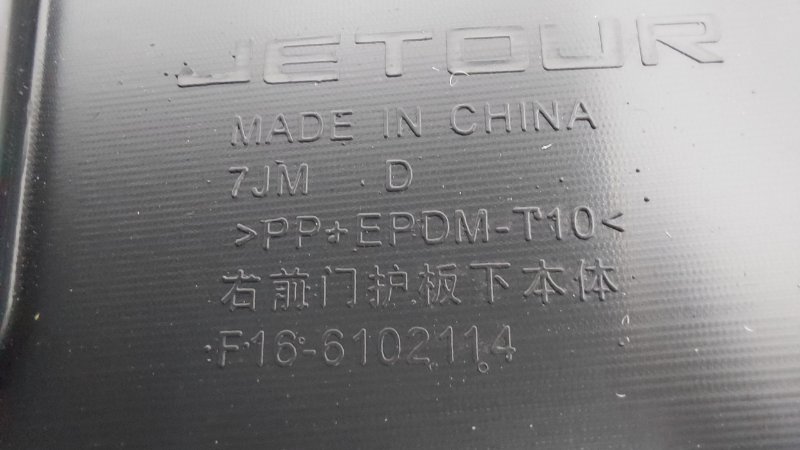 JETOUR
MADE IN CHINA
7JM D
>PP+EPDM-T10<
右前门护板下本体
F16-6102114